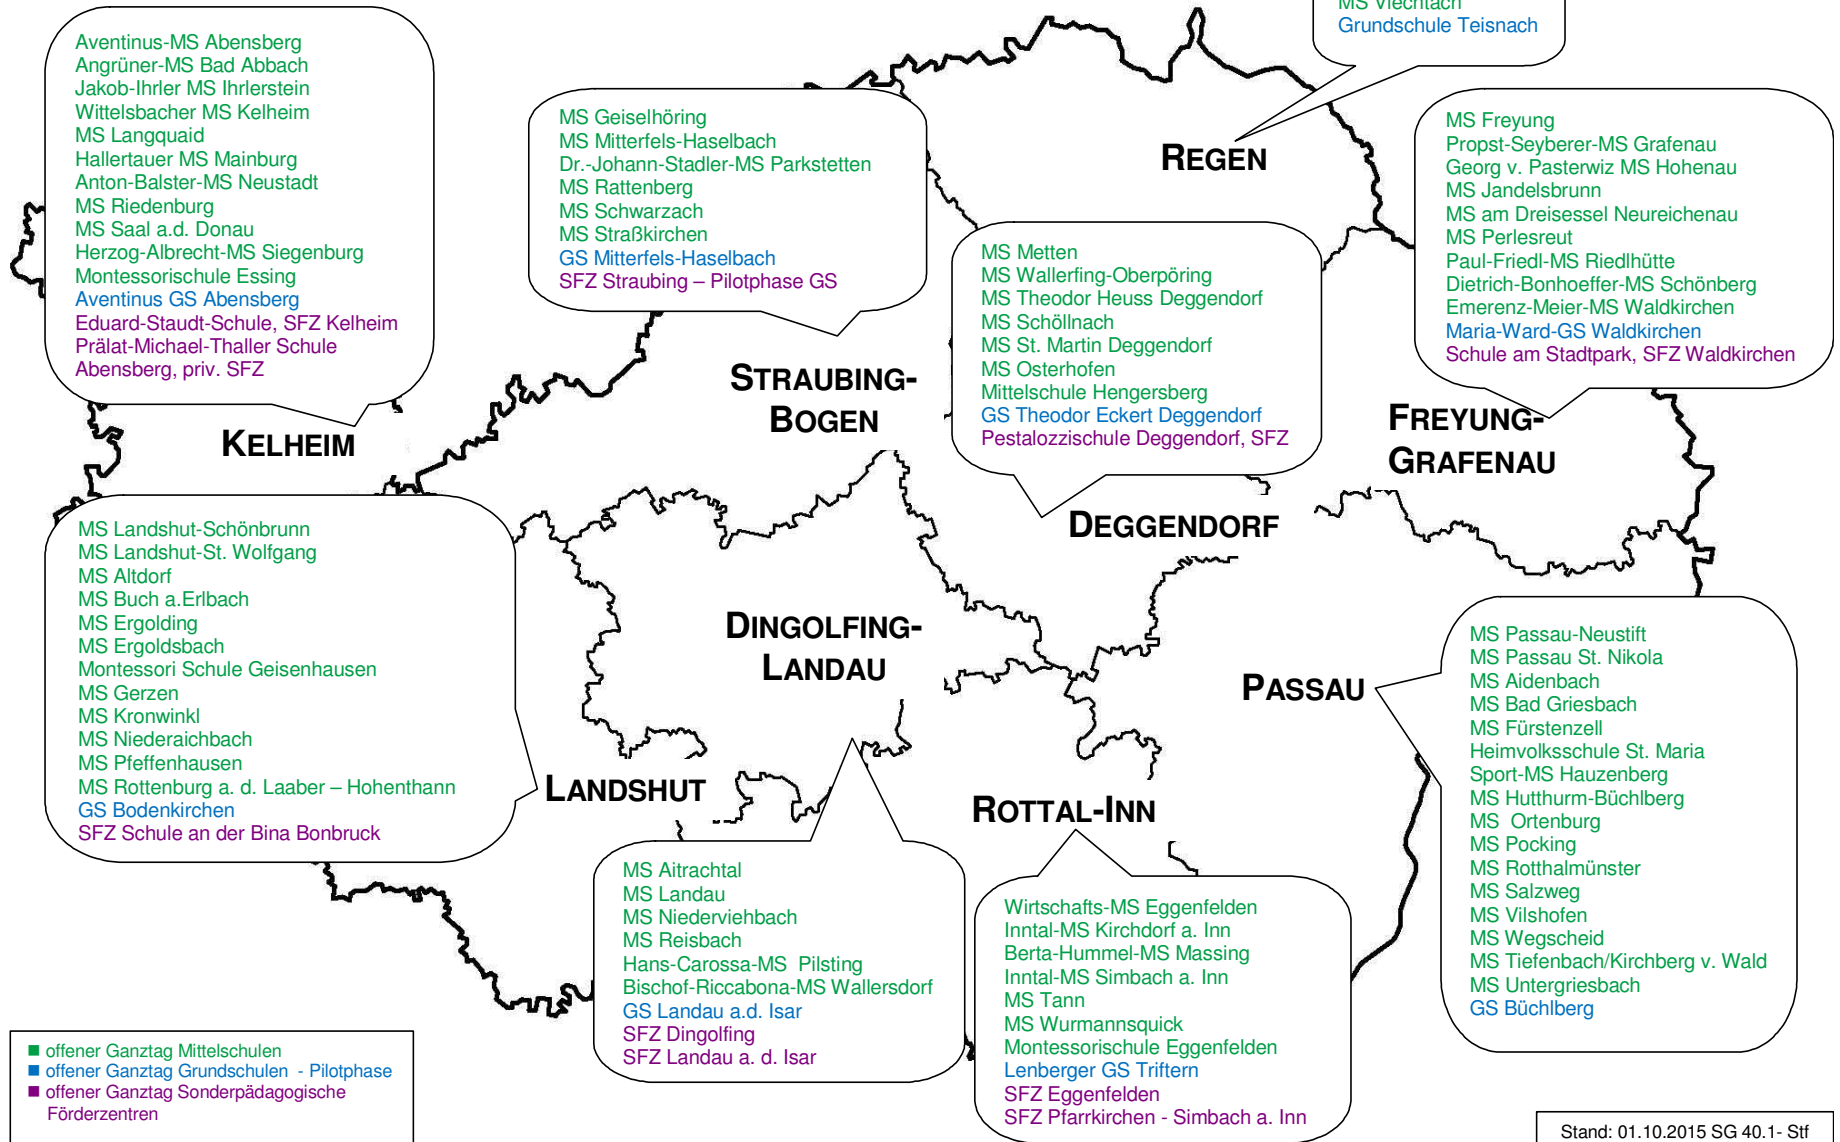 MS Viechtach
Grundschule Teisnach
Aventinus-MS Abensberg
Angrüner-MS Bad Abbach
Jakob-Ihrler MS Ihrlerstein
Wittelsbacher MS Kelheim
MS Langquaid
Hallertauer MS Mainburg
Anton-Balster-MS Neustadt
MS Riedenburg
MS Saal a.d. Donau
Herzog-Albrecht-MS Siegenburg
Montessorischule Essing
Aventinus GS Abensberg
Eduard-Staudt-Schule, SFZ Kelheim
Prälat-Michael-Thaller Schule
Abensberg, priv. SFZ
KELHEIM
MS Geiselhöring
MS Mitterfels-Haselbach
Dr.-Johann-Stadler-MS Parkstetten
MS Rattenberg
MS Schwarzach
MS Straßkirchen
GS Mitterfels-Haselbach
SFZ Straubing – Pilotphase GS
STRAUBING-
BOGEN
REGEN
MS Metten
MS Wallerfing-Oberpöring
MS Theodor Heuss Deggendorf
MS Schöllnach
MS St. Martin Deggendorf
MS Osterhofen
Mittelschule Hengersberg
GS Theodor Eckert Deggendorf
Pestalozzischule Deggendorf, SFZ
DEGGENDORF
MS Freyung
Propst-Seyberer-MS Grafenau
Georg v. Pasterwiz MS Hohenau
MS Jandelsbrunn
MS am Dreisessel Neureichenau
MS Perlesreut
Paul-Friedl-MS Riedlhütte
Dietrich-Bonhoeffer-MS Schönberg
Emerenz-Meier-MS Waldkirchen
Maria-Ward-GS Waldkirchen
Schule am Stadtpark, SFZ Waldkirchen
FREYUNG-
GRAFENAU
MS Landshut-Schönbrunn
MS Landshut-St. Wolfgang
MS Altdorf
MS Buch a.Erlbach
MS Ergolding
MS Ergoldsbach
Montessori Schule Geisenhausen
MS Gerzen
MS Kronwinkl
MS Niederaichbach
MS Pfeffenhausen
MS Rottenburg a. d. Laaber – Hohenthann
GS Bodenkirchen
SFZ Schule an der Bina Bonbruck
LANDSHUT
DINGOLFING-
LANDAU
MS Aitrachtal
MS Landau
MS Niederviehbach
MS Reisbach
Hans-Carossa-MS Pilsting
Bischof-Riccabona-MS Wallersdorf
GS Landau a.d. Isar
SFZ Dingolfing
SFZ Landau a. d. Isar
ROTTAL-INN
Wirtschafts-MS Eggenfelden
Inntal-MS Kirchdorf a. Inn
Berta-Hummel-MS Massing
Inntal-MS Simbach a. Inn
MS Tann
MS Wurmannsquick
Montessorischule Eggenfelden
Lenberger GS Triftern
SFZ Eggenfelden
SFZ Pfarrkirchen - Simbach a. Inn
PASSAU
MS Passau-Neustift
MS Passau St. Nikola
MS Aidenbach
MS Bad Griesbach
MS Fürstenzell
Heimvolksschule St. Maria
Sport-MS Hauzenberg
MS Hutthurm-Büchlberg
MS Ortenburg
MS Pocking
MS Rotthalmünster
MS Salzweg
MS Vilshofen
MS Wegscheid
MS Tiefenbach/Kirchberg v. Wald
MS Untergriesbach
GS Büchlberg
offener Ganztag Mittelschulen
offener Ganztag Grundschulen - Pilotphase
offener Ganztag Sonderpädagogische
Förderzentren
Stand: 01.10.2015 SG 40.1- Stf